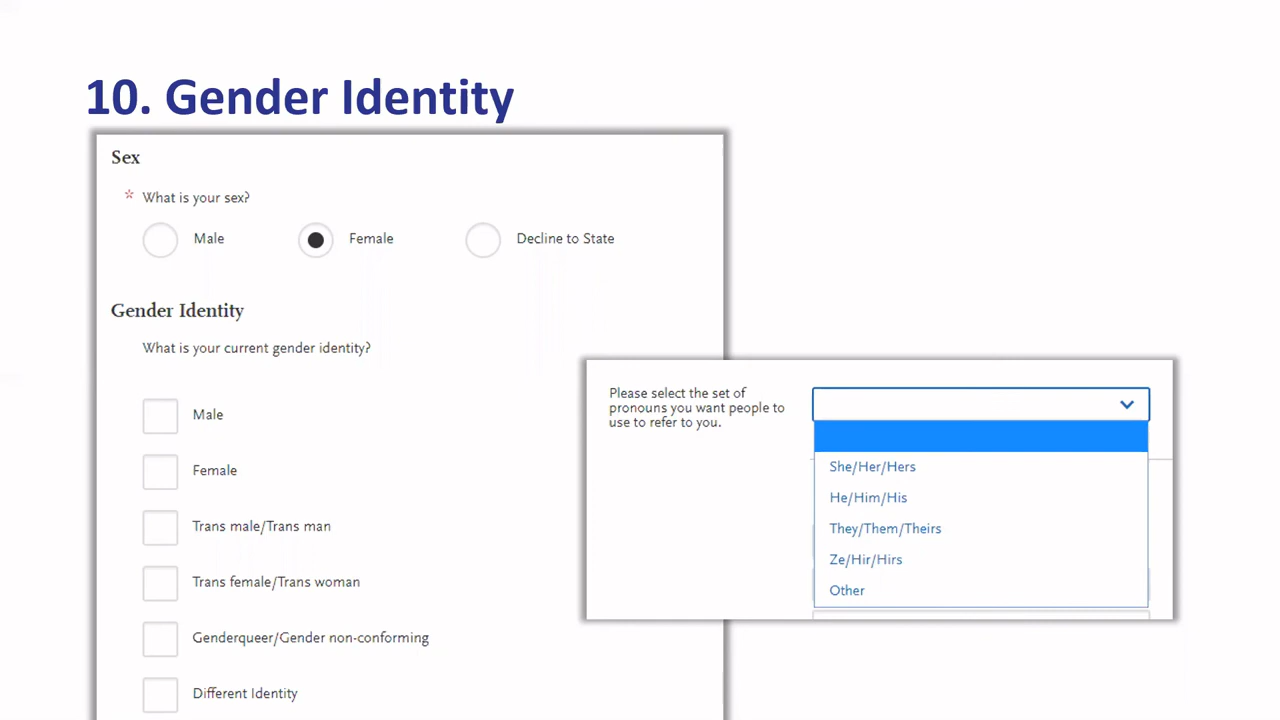 10. Gender Identity
Sex
* What is your sex?
Male Female Decline to State
Gender Identity
What is your current gender identity?
Male
Female
Trans male/Trans man
Trans female/Trans woman
Genderqueer/Gender non-conforming
Different Identity
Please select the set of
pronouns you want people to
use to refer to you.
She/Her/Hers
He/Him/His
They/Them/Theirs
Ze/Hir/Hirs
Other